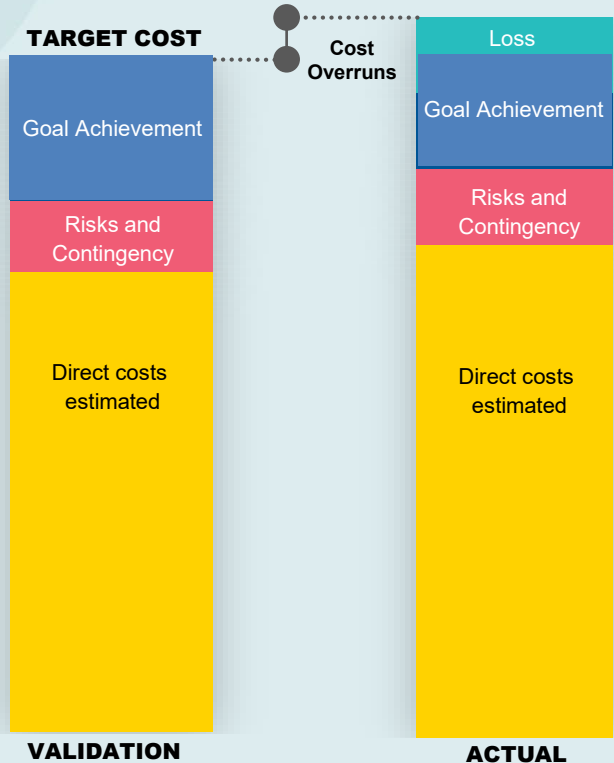 TARGET COST
Goal Achievement
Risks and
Contingency
Direct costs
estimated
VALIDATION
Cost
Overruns
Loss
Goal Achievement
Risks and
Contingency
Direct costs
estimated
ACTUAL